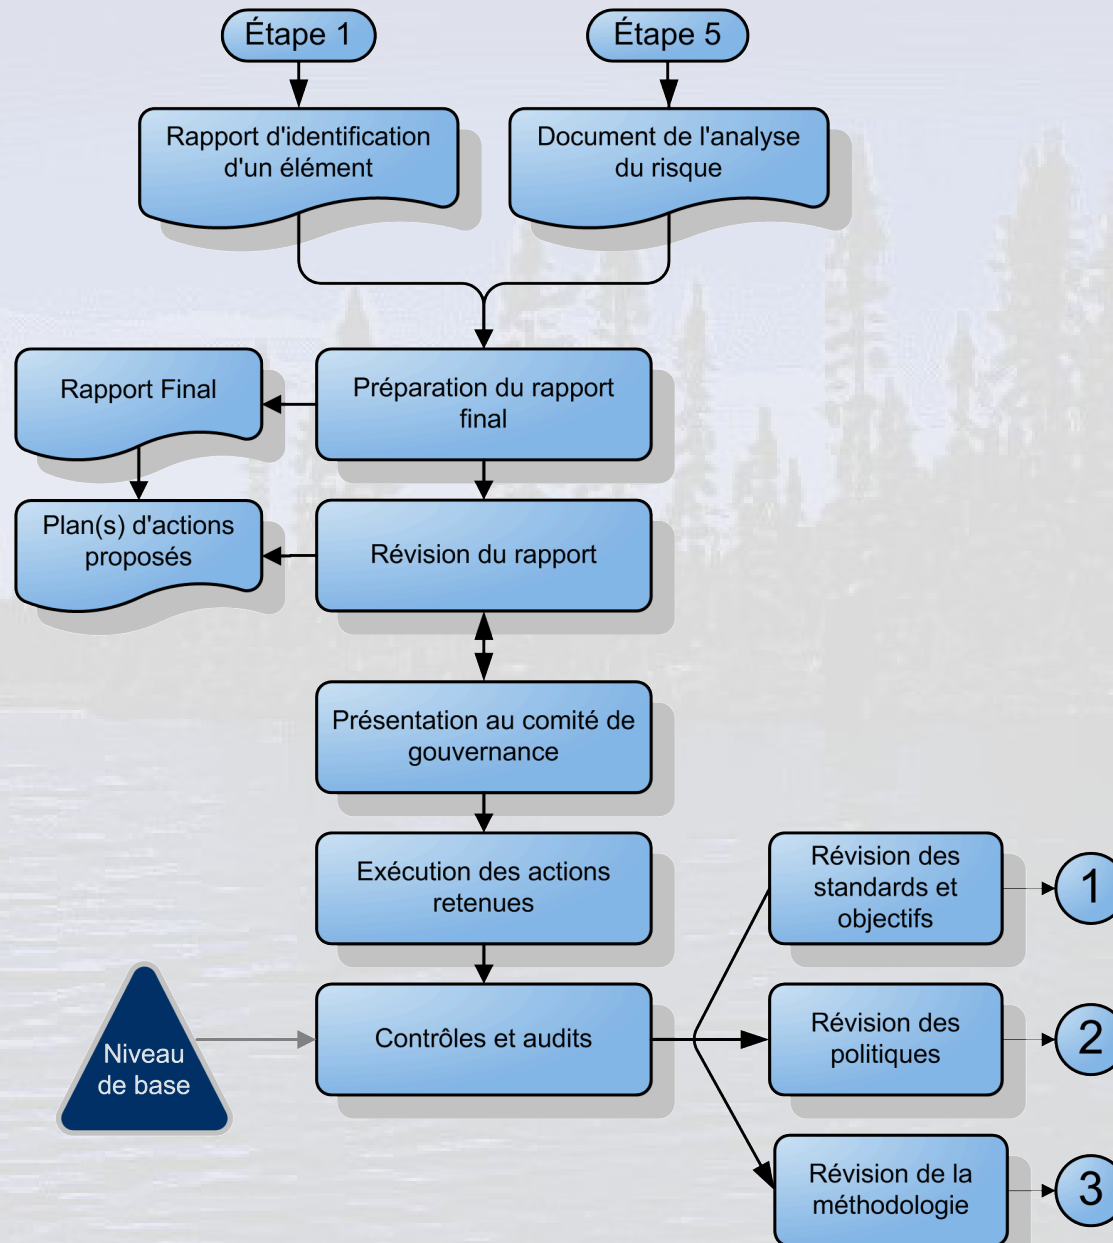 Étape 1
Étape 5
Rapport d'identification
d'un élément
Document de l'analyse
du risque
Rapport Final
Préparation du rapport
final
Plan(s) d'actions
proposés
Révision du rapport
Présentation au comité de
gouvernance
Exécution des actions
retenues
Révision des
standards et
objectifs
1
Niveau
de base
Contrôles et audits
Révision des
politiques
2
Révision de la
méthodologie
3